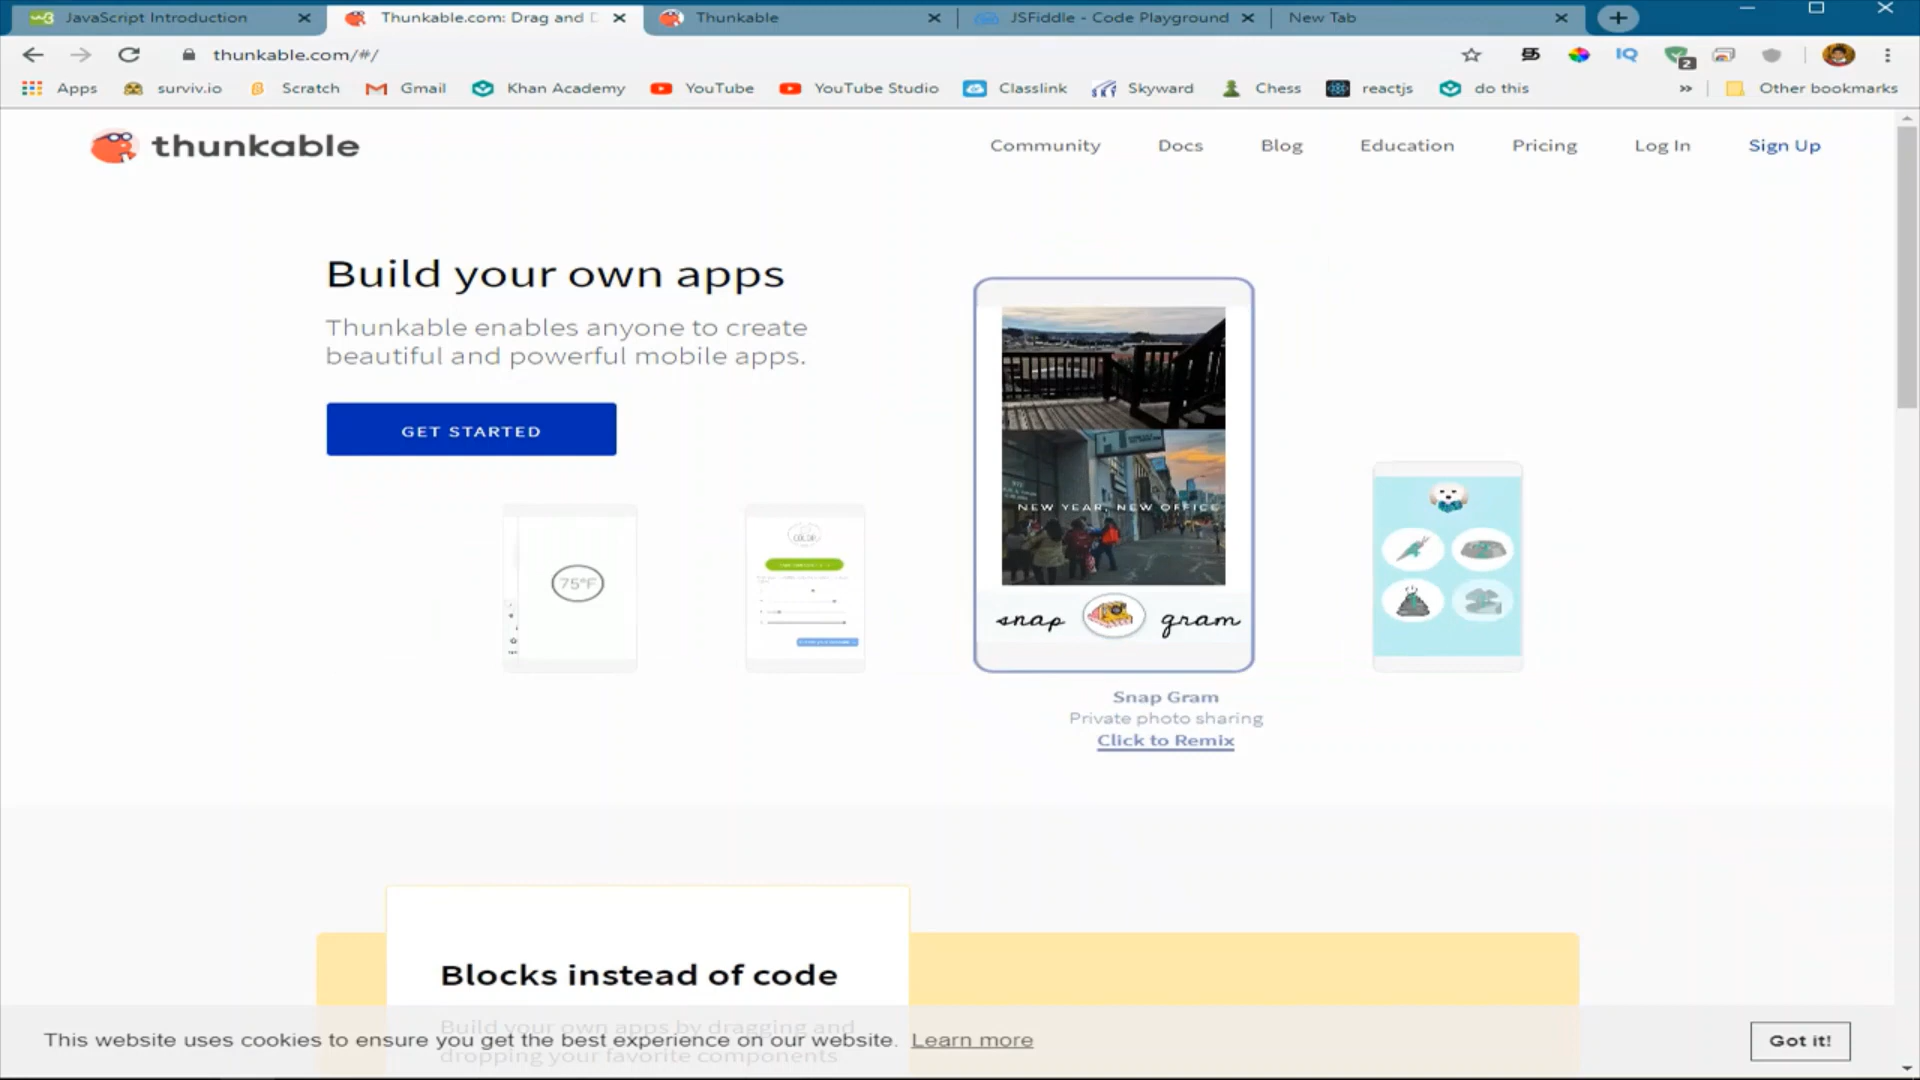 JavaScript Introduction
Thunkable.com: Drag and D
Thunkable
JSFiddle - Code Playground
New Tab
thunkable.com/#/
IQ
2
Apps
surviv.io
Scratch
Gmail
Khan Academy
YouTube
YouTube Studio
Classlink
Skyward
Chess
reactjs
do this
»
Other bookmarks
thunkable
Community
Docs
Blog
Education
Pricing
Log In
Sign Up
Build your own apps
Thunkable enables anyone to create
beautiful and powerful mobile apps.
GET STARTED
75°F
COLOR
NEW YEAR, NEW OFFICE
snap gram
Snap Gram
Private photo sharing
Click to Remix
Blocks instead of code
Build your own apps by dragging and
dropping your favorite components
This website uses cookies to ensure you get the best experience on our website. Learn more
Got it!